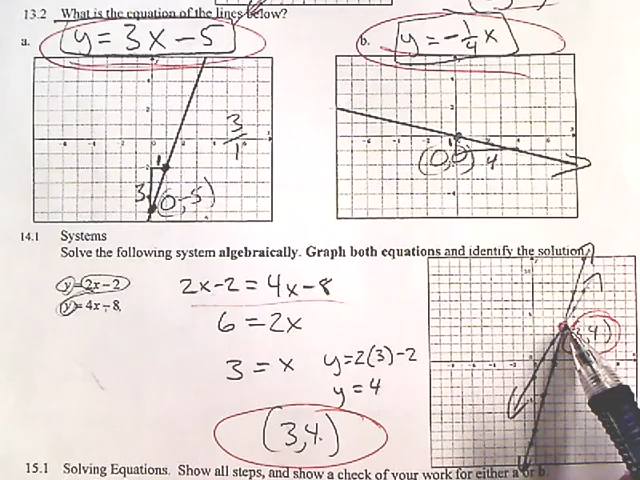 13.2 What is the equation of the lines below?
a. y = 3x - 5
b. y = -1/4 x
3/1
1
3
(0,-5)
(0,0)
1
4
14.1 Systems
Solve the following system algebraically. Graph both equations and identify the solution
y = 2x - 2
y = 4x - 8,
2x-2 = 4x-8
6 = 2x
3 = x
y=2(3)-2
y = 4
(3,4)
(3,4)
15.1 Solving Equations. Show all steps, and show a check of your work for either a or b